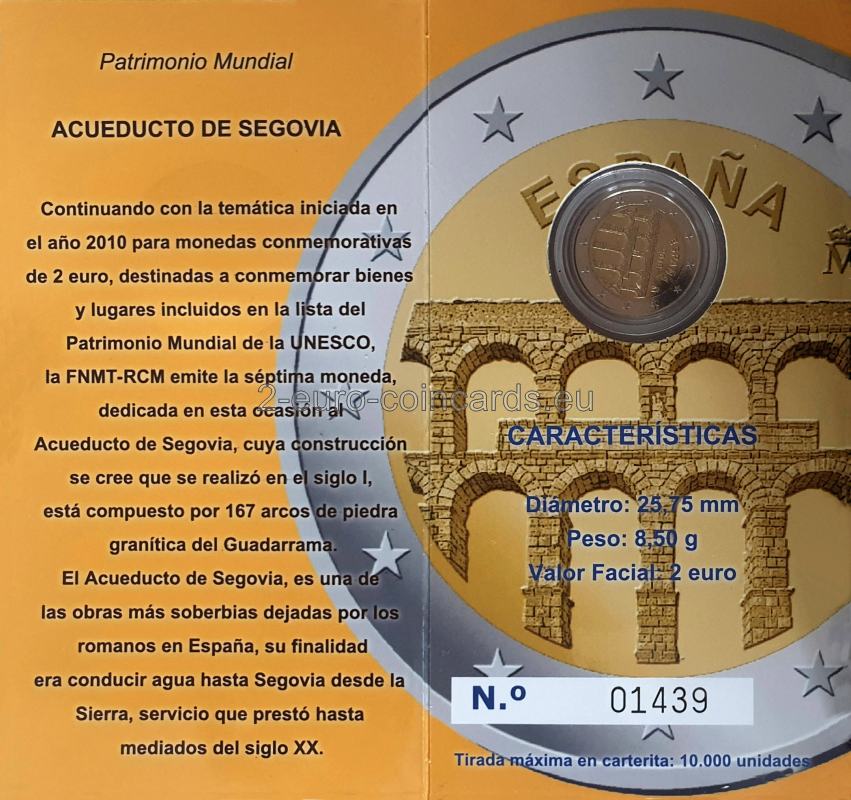 Patrimonio Mundial
ACUEDUCTO DE SEGOVIA
Continuando con la temática iniciada en
el año 2010 para monedas conmemorativas
de 2 euro, destinadas a conmemorar bienes
y lugares incluidos en la lista del
Patrimonio Mundial de la UNESCO,
la FNMT-RCM emite la séptima moneda,
dedicada en esta ocasión al
Acueducto de Segovia, cuya construcción
se cree que se realizó en el siglo I,
está compuesto por 167 arcos de piedra
granítica del Guadarrama.
El Acueducto de Segovia, es una de
las obras más soberbias dejadas por los
romanos en España, su finalidad
era conducir agua hasta Segovia desde la
Sierra, servicio que prestó hasta
mediados del siglo XX.
2-euro-coincards.eu
ESPAÑA
M
CARACTERÍSTICAS
Diámetro: 25,75 mm
Peso: 8,50 g
Valor Facial: 2 euro
N.º 01439
Tirada máxima en carterita: 10.000 unidades